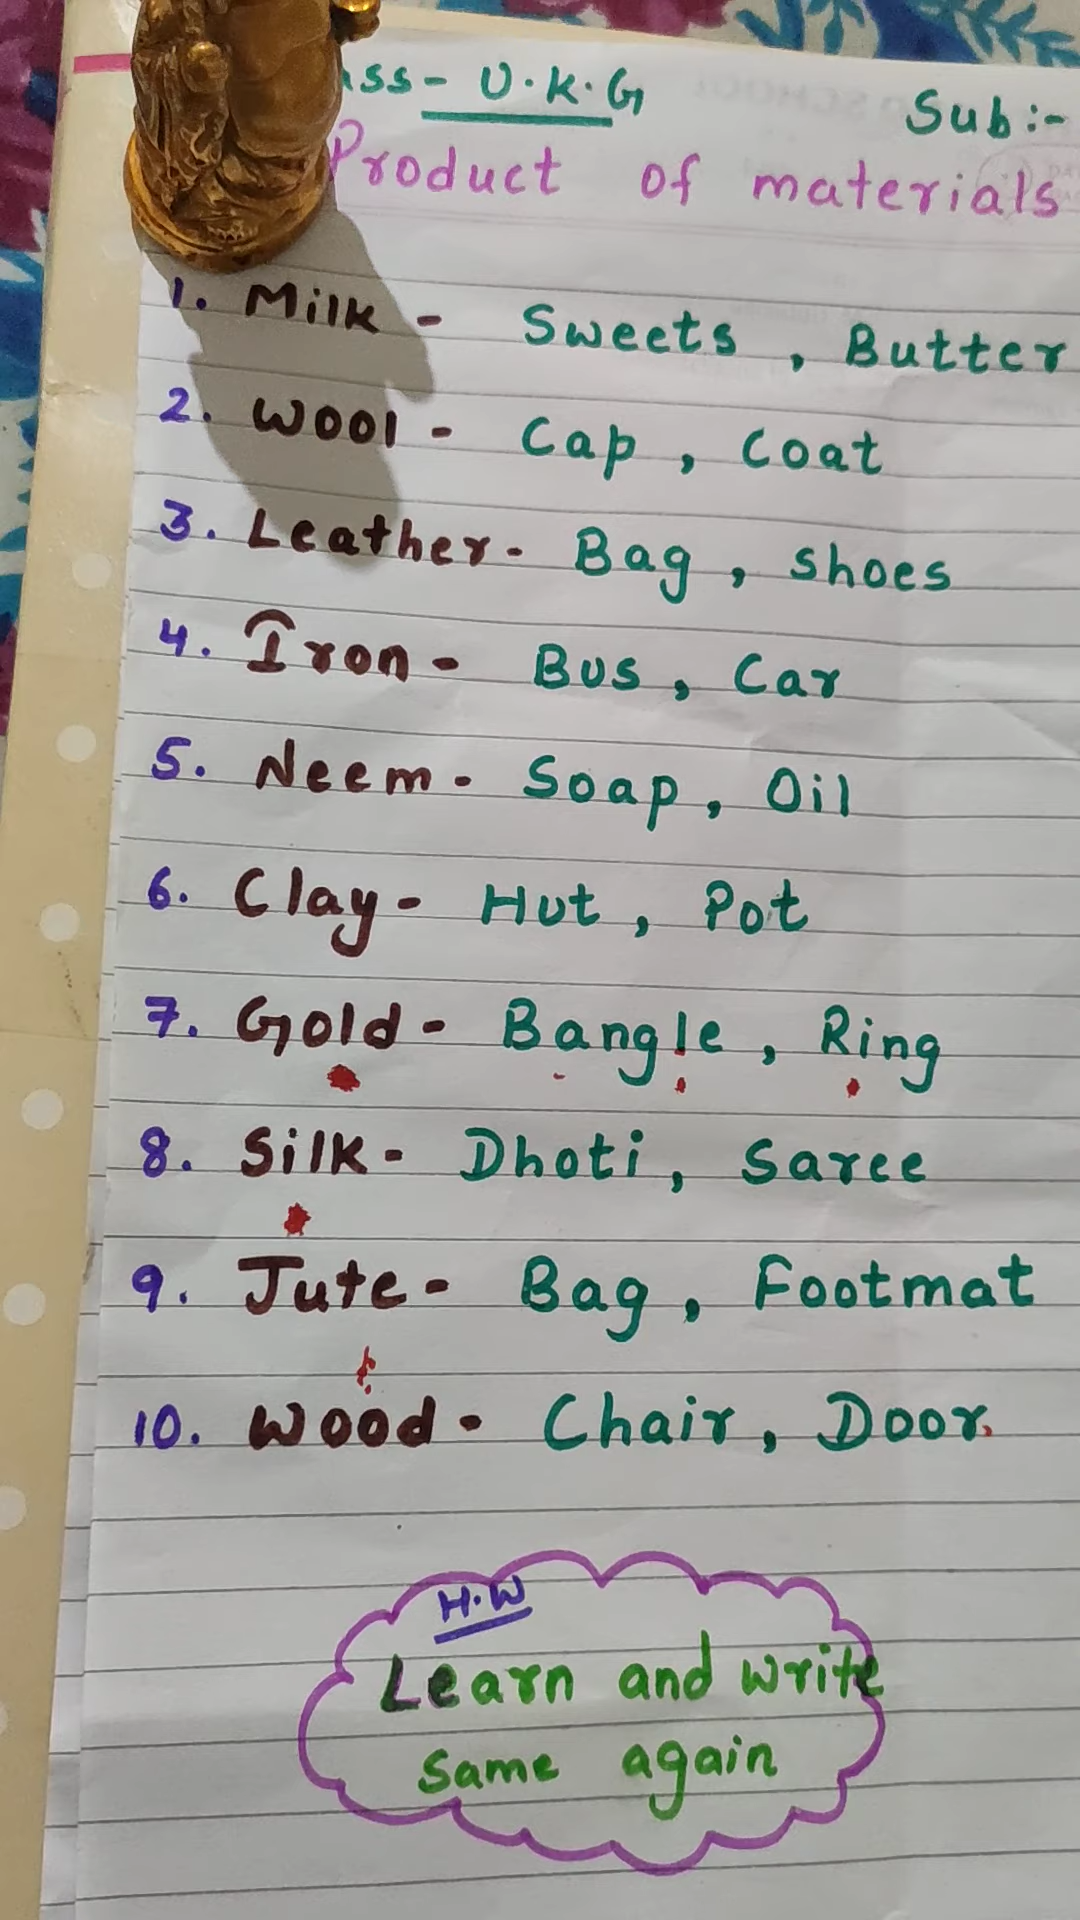 ss- U.K.G Sub:-
Product of materials
1. Milk - Sweets, Butter
2. Wool - Cap, Coat
3. Leather- Bag, Shoes
4. Iron - Bus, Car
5. Neem - Soap, Oil
6. Clay - Hut, Pot
7. Gold - Bangle, Ring
8. Silk - Dhoti, Saree
9. Jute - Bag, Footmat
10. Wood - Chair, Door.
H.W
Learn and write
same again